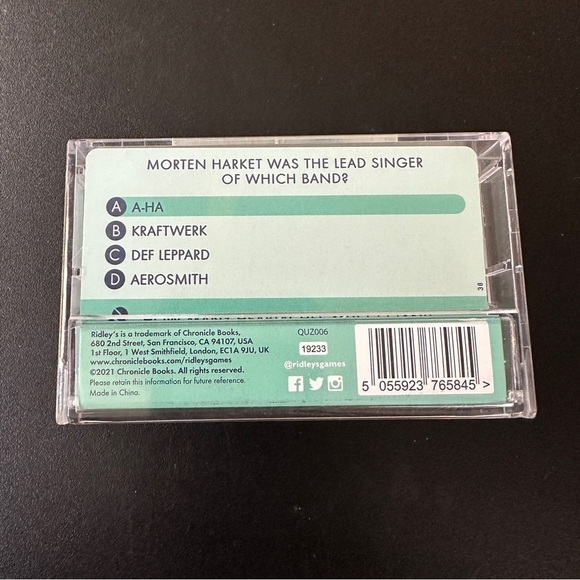 MORTEN HARKET WAS THE LEAD SINGER
OF WHICH BAND?
A A-HA
B KRAFTWERK
C DEF LEPPARD
D AEROSMITH
38
Ridley's is a trademark of Chronicle Books,
680 2nd Street, San Francisco, CA 94107, USA
1st Floor, 1 West Smithfield, London, EC1A 9JU, UK
www.chroniclebooks.com/ridleysgames
©2021 Chronicle Books. All rights reserved.
Please retain this information for future reference.
Made in China.
QUZ006
19233
@ridleysgames
5 055923 765845 >